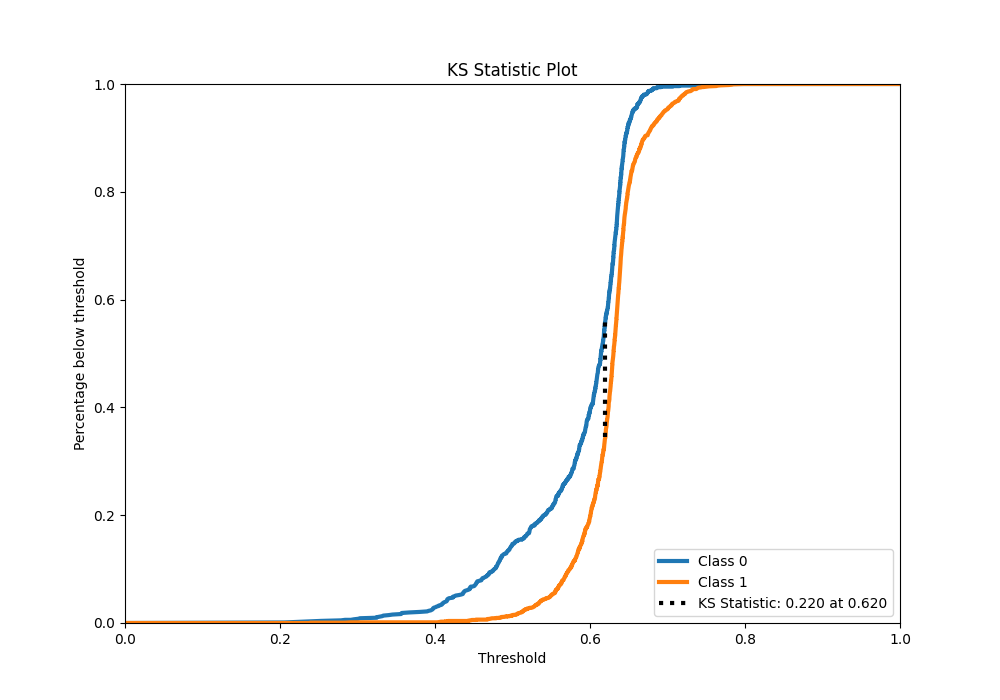 KS Statistic Plot
Percentage below threshold
1.0
0.8
0.6
0.4
0.2
0.0
0.0 0.2 0.4 0.6 0.8 1.0
Threshold
Class 0
Class 1
KS Statistic: 0.220 at 0.620